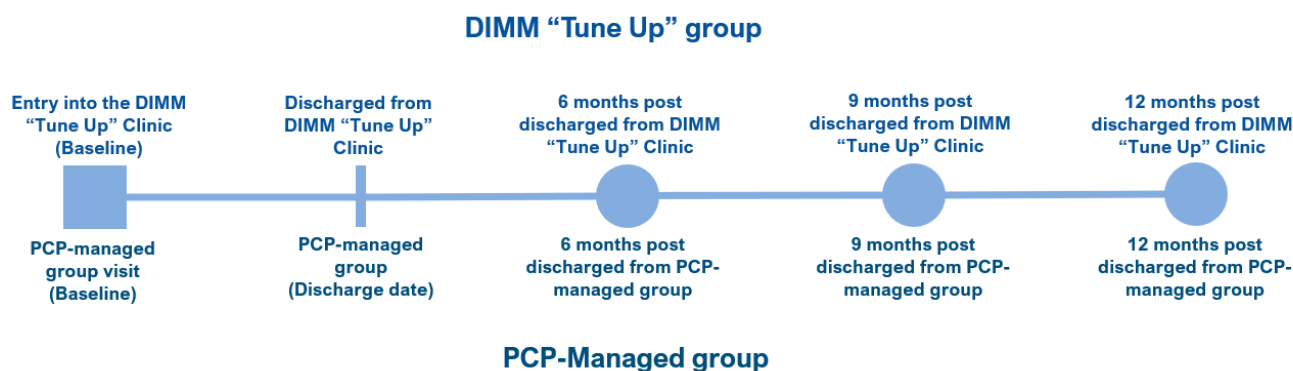 DIMM “Tune Up” group
Entry into the DIMM
“Tune Up” Clinic
(Baseline)
Discharged from
DIMM “Tune Up”
Clinic
6 months post
discharged from DIMM
“Tune Up” Clinic
9 months post
discharged from DIMM
“Tune Up” Clinic
12 months post
discharged from DIMM
“Tune Up” Clinic
PCP-managed
group visit
(Baseline)
PCP-managed
group
(Discharge date)
6 months post
discharged from PCP-
managed group
9 months post
discharged from PCP-
managed group
12 months post
discharged from PCP-
managed group
PCP-Managed group